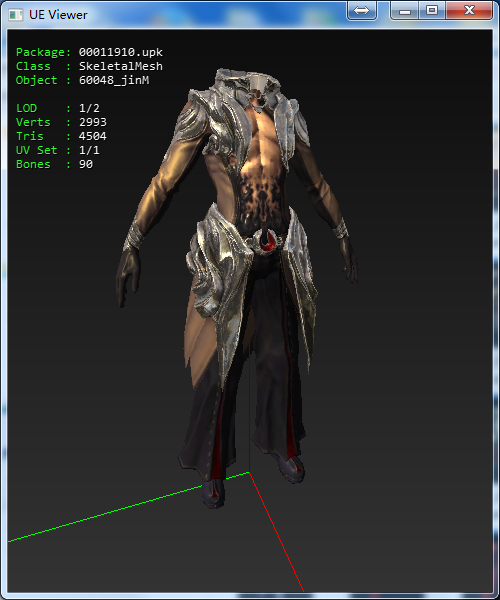 UE Viewer
Package: 00011910.upk
Class : SkeletalMesh
Object : 60048_jinM
LOD : 1/2
Verts : 2993
Tris : 4504
UV Set : 1/1
Bones : 90